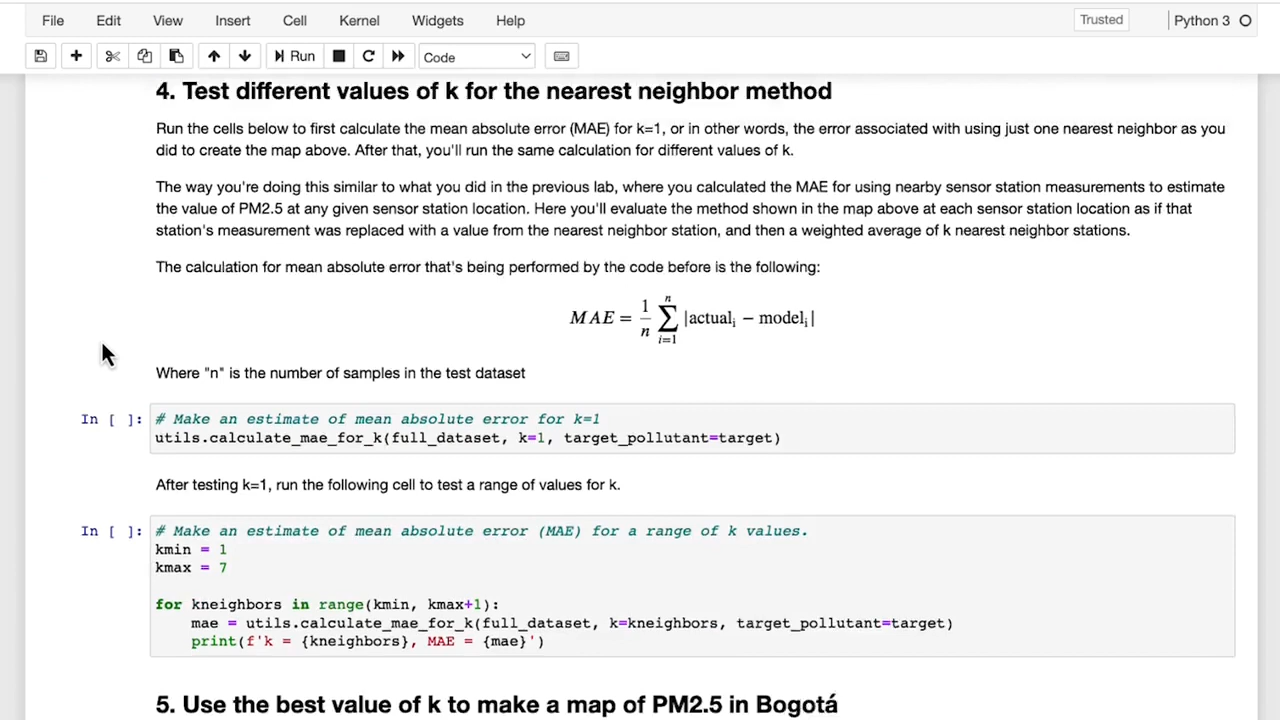 File Edit View Insert Cell Kernel Widgets Help Trusted Python 3
Run Code
4. Test different values of k for the nearest neighbor method
Run the cells below to first calculate the mean absolute error (MAE) for k=1, or in other words, the error associated with using just one nearest neighbor as you
did to create the map above. After that, you'll run the same calculation for different values of k.
The way you're doing this similar to what you did in the previous lab, where you calculated the MAE for using nearby sensor station measurements to estimate
the value of PM2.5 at any given sensor station location. Here you'll evaluate the method shown in the map above at each sensor station location as if that
station's measurement was replaced with a value from the nearest neighbor station, and then a weighted average of k nearest neighbor stations.
The calculation for mean absolute error that's being performed by the code before is the following:
MAE = 1/n ∑_{i=1}^{n} |actual_i − model_i|
Where "n" is the number of samples in the test dataset
In [ ]: # Make an estimate of mean absolute error for k=1
utils.calculate_mae_for_k(full_dataset, k=1, target_pollutant=target)
After testing k=1, run the following cell to test a range of values for k.
In [ ]: # Make an estimate of mean absolute error (MAE) for a range of k values.
kmin = 1
kmax = 7
for kneighbors in range(kmin, kmax+1):
    mae = utils.calculate_mae_for_k(full_dataset, k=kneighbors, target_pollutant=target)
    print(f'k = {kneighbors}, MAE = {mae}')
5. Use the best value of k to make a map of PM2.5 in Bogotá